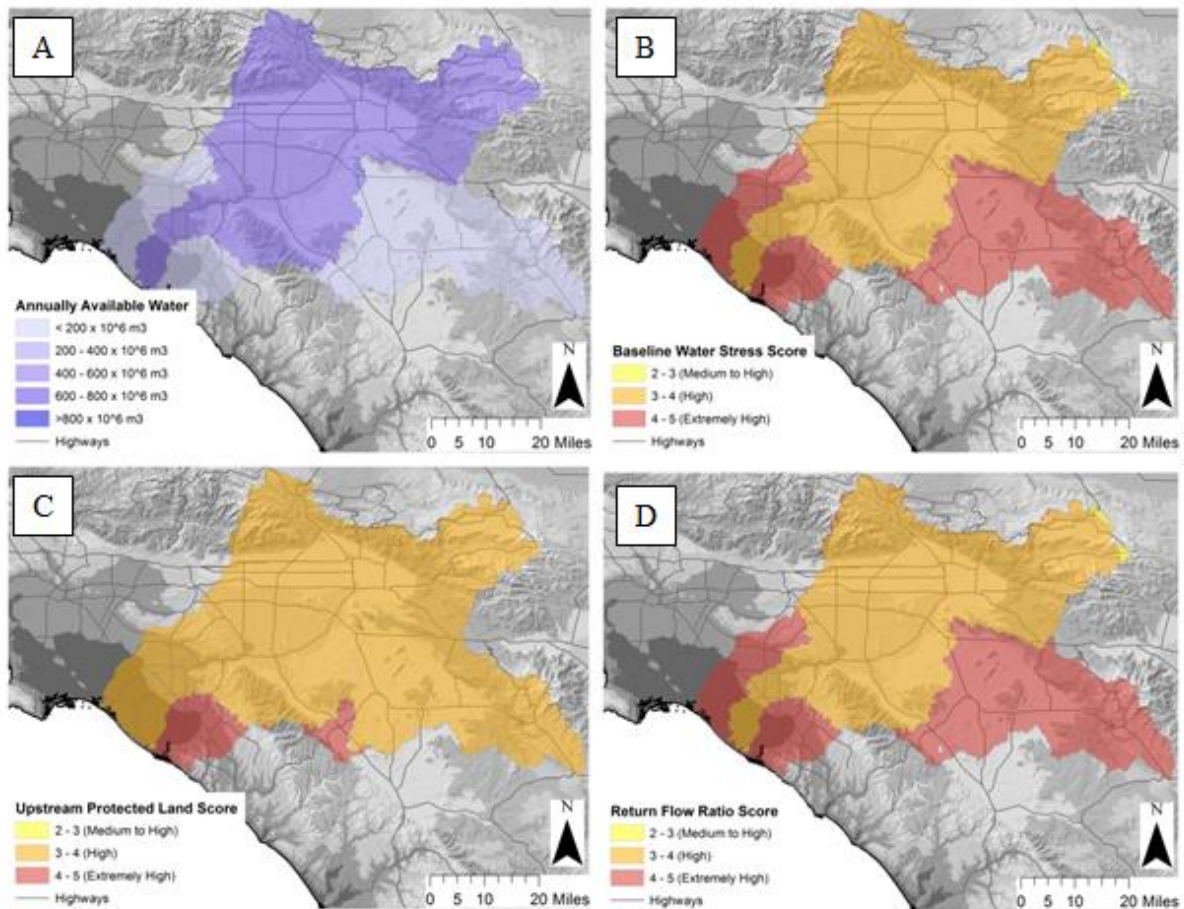 A
Annually Available Water
< 200 x 10^6 m3
200 - 400 x 10^6 m3
400 - 600 x 10^6 m3
600 - 800 x 10^6 m3
>800 x 10^6 m3
Highways
N
0 5 10 20 Miles
B
Baseline Water Stress Score
2 - 3 (Medium to High)
3 - 4 (High)
4 - 5 (Extremely High)
Highways
N
0 5 10 20 Miles
C
Upstream Protected Land Score
2 - 3 (Medium to High)
3 - 4 (High)
4 - 5 (Extremely High)
Highways
N
0 5 10 20 Miles
D
Return Flow Ratio Score
2 - 3 (Medium to High)
3 - 4 (High)
4 - 5 (Extremely High)
Highways
N
0 5 10 20 Miles